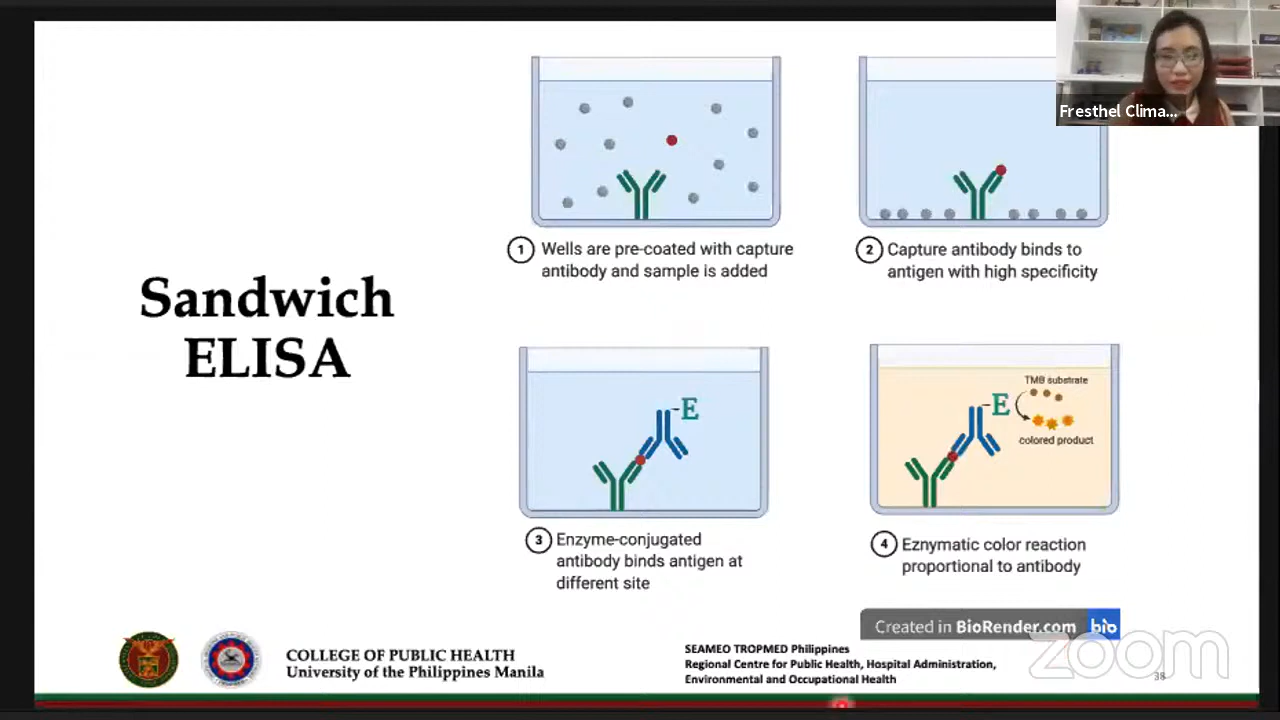 Fresthel Clima...
Sandwich
ELISA
1 Wells are pre-coated with capture
antibody and sample is added
2 Capture antibody binds to
antigen with high specificity
E
3 Enzyme-conjugated
antibody binds antigen at
different site
TMB substrate
E
colored product
4 Eznymatic color reaction
proportional to antibody
Created in BioRender.com bio
COLLEGE OF PUBLIC HEALTH
University of the Philippines Manila
SEAMEO TROPMED Philippines
Regional Centre for Public Health, Hospital Administration,
Environmental and Occupational Health
zoom
38